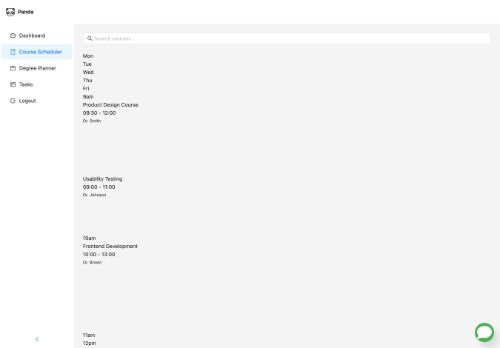 Panda
Dashboard
Course Scheduler
Degree Planner
Tasks
Logout
Search courses
Mon
Tue
Wed
Thu
Fri
9am
Product Design Course
09:30 - 12:00
Dr. Smith
Usability Testing
09:00 - 11:00
Dr. Johnson
10am
Frontend Development
10:00 - 13:00
Dr. Brown
11am
12pm